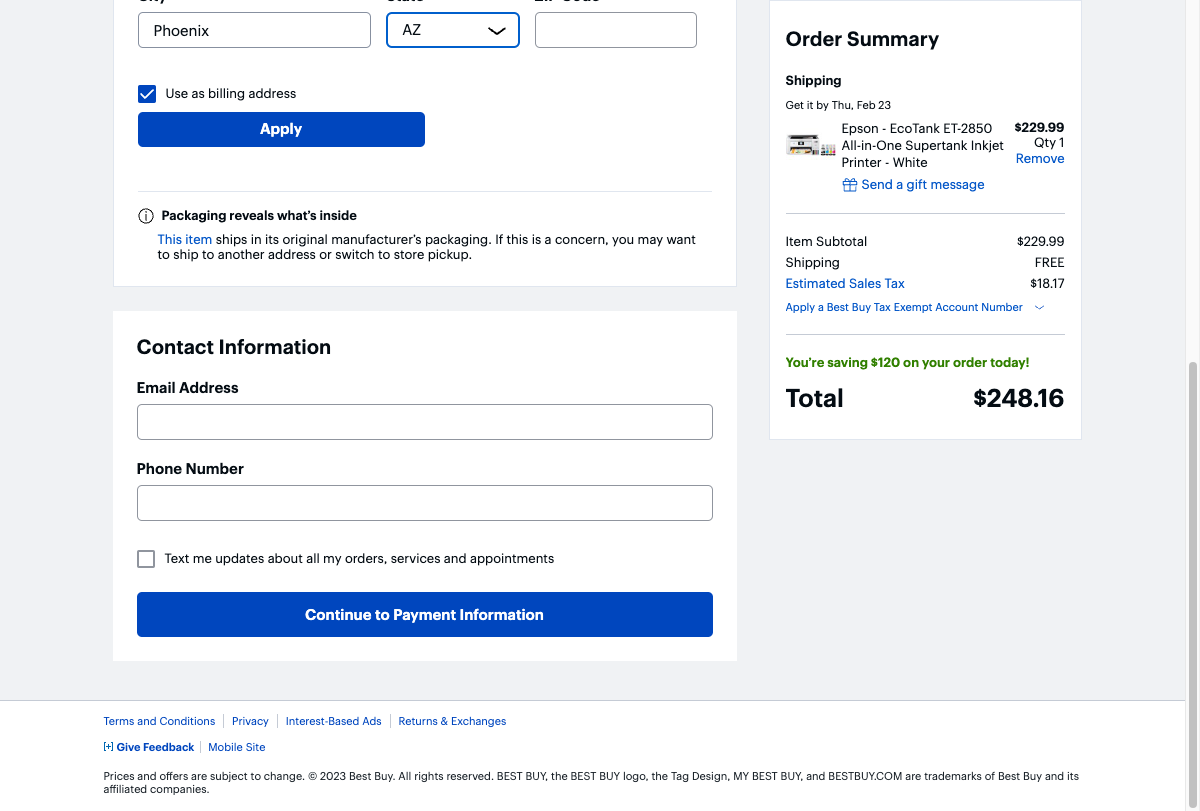 City
State
ZIP Code
Phoenix
AZ
Use as billing address
Apply
Packaging reveals what's inside
This item ships in its original manufacturer's packaging. If this is a concern, you may want
to ship to another address or switch to store pickup.
Contact Information
Email Address
Phone Number
Text me updates about all my orders, services and appointments
Continue to Payment Information
Order Summary
Shipping
Get it by Thu, Feb 23
Epson - EcoTank ET-2850 $229.99
All-in-One Supertank Inkjet Qty 1
Printer - White Remove
Send a gift message
Item Subtotal $229.99
Shipping FREE
Estimated Sales Tax $18.17
Apply a Best Buy Tax Exempt Account Number
You're saving $120 on your order today!
Total $248.16
Terms and Conditions Privacy Interest-Based Ads Returns & Exchanges
[+] Give Feedback Mobile Site
Prices and offers are subject to change. © 2023 Best Buy. All rights reserved. BEST BUY, the BEST BUY logo, the Tag Design, MY BEST BUY, and BESTBUY.COM are trademarks of Best Buy and its
affiliated companies.